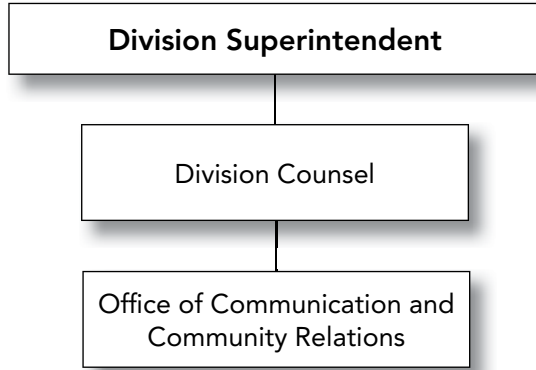 Division Superintendent
Division Counsel
Office of Communication and
Community Relations